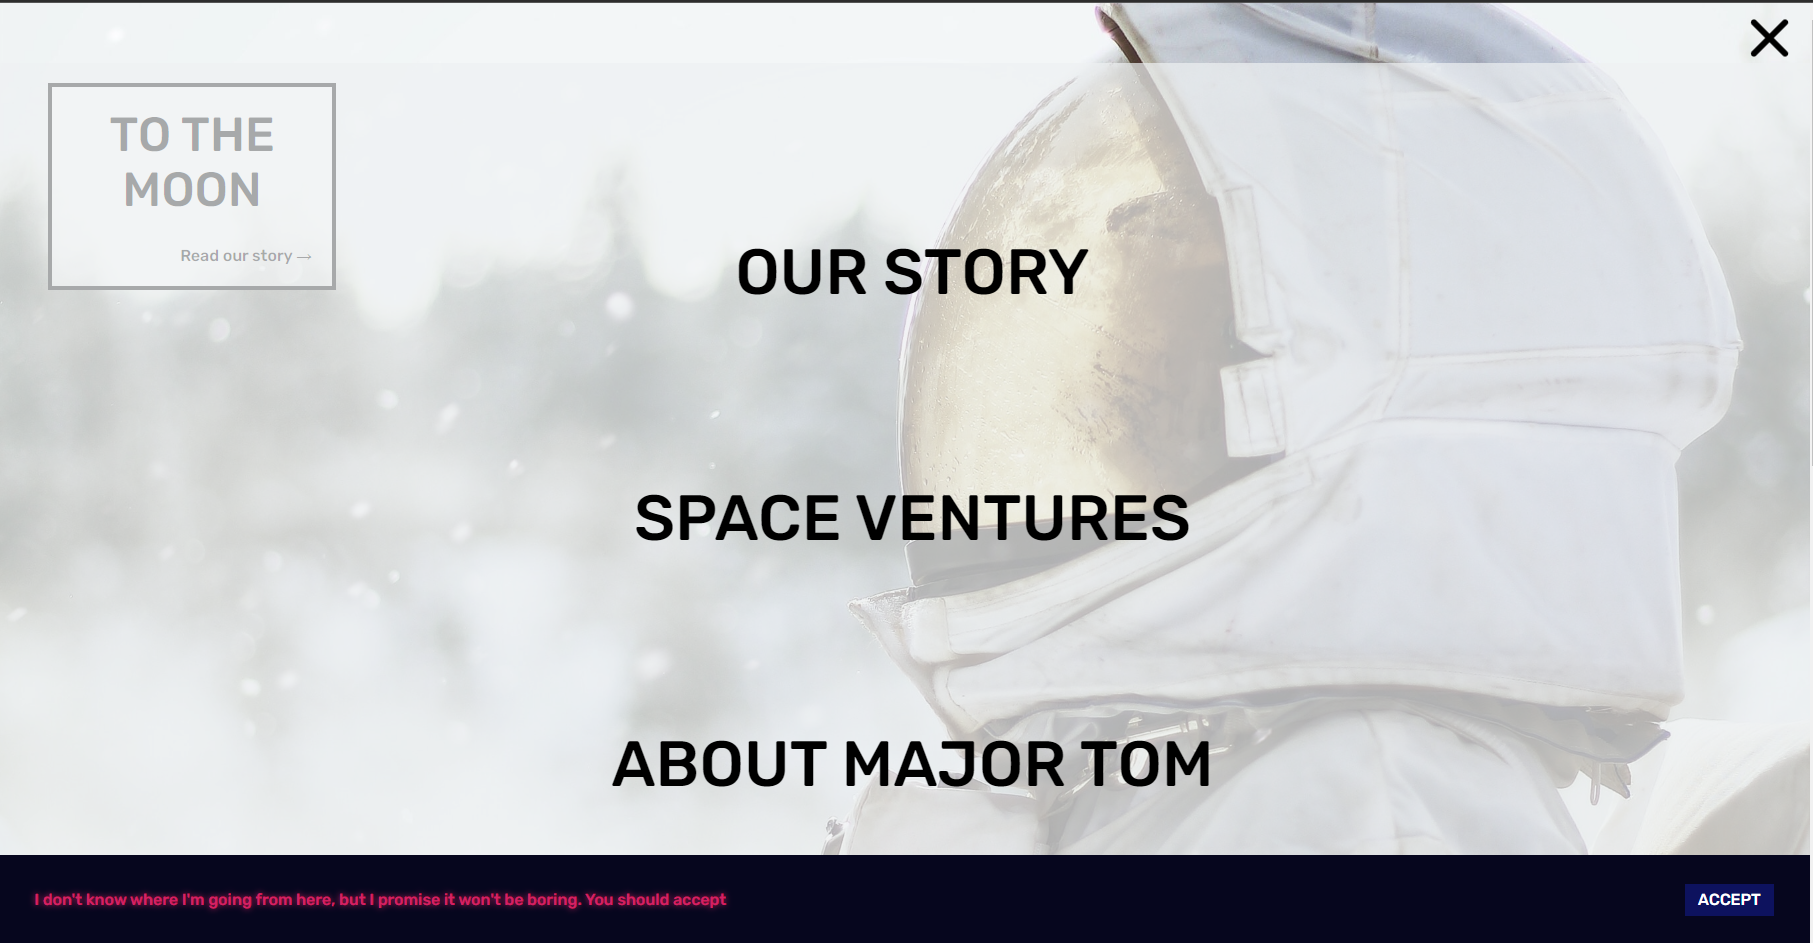 TO THE
MOON
Read our story →
OUR STORY
SPACE VENTURES
ABOUT MAJOR TOM
I don't know where I'm going from here, but I promise it won't be boring. You should accept
ACCEPT